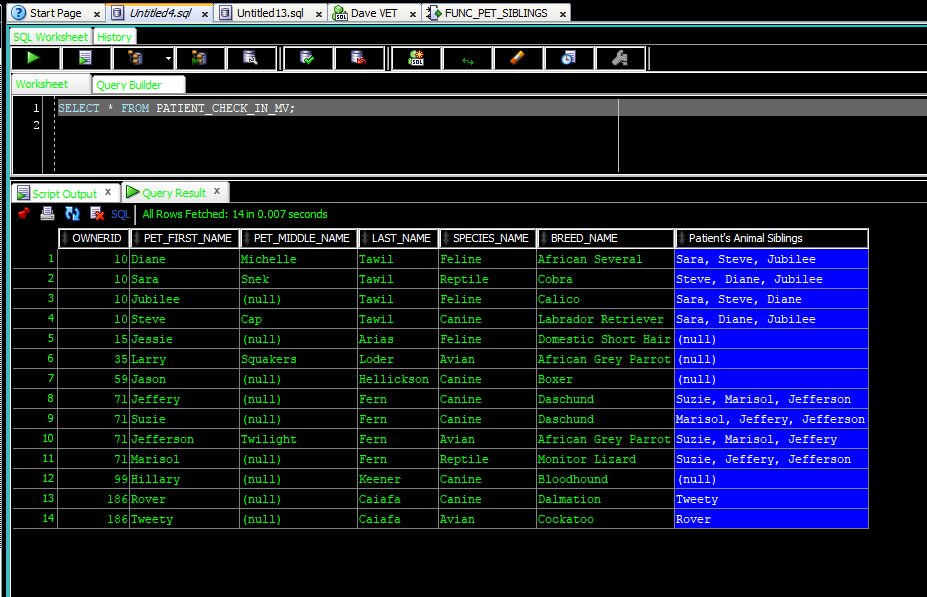 Start Page x Untitled4.sql x Untitled13.sql x Dave VET x FUNC_PET_SIBLINGS x
SQL Worksheet History
Worksheet Query Builder
1 SELECT * FROM PATIENT_CHECK_IN_MV;
2
Script Output x Query Result x
SQL All Rows Fetched: 14 in 0.007 seconds
OWNERID PET_FIRST_NAME PET_MIDDLE_NAME LAST_NAME SPECIES_NAME BREED_NAME Patient's Animal Siblings
1 10 Diane Michelle Tawil Feline African Several Sara, Steve, Jubilee
2 10 Sara Snek Tawil Reptile Cobra Steve, Diane, Jubilee
3 10 Jubilee (null) Tawil Feline Calico Sara, Steve, Diane
4 10 Steve Cap Tawil Canine Labrador Retriever Sara, Diane, Jubilee
5 15 Jessie (null) Arias Feline Domestic Short Hair (null)
6 35 Larry Squakers Loder Avian African Grey Parrot (null)
7 59 Jason (null) Hellickson Canine Boxer (null)
8 71 Jeffery (null) Fern Canine Daschund Suzie, Marisol, Jefferson
9 71 Suzie (null) Fern Canine Daschund Marisol, Jeffery, Jefferson
10 71 Jefferson Twilight Fern Avian African Grey Parrot Suzie, Marisol, Jeffery
11 71 Marisol (null) Fern Reptile Monitor Lizard Suzie, Jeffery, Jefferson
12 99 Hillary (null) Keener Canine Bloodhound (null)
13 186 Rover (null) Caiafa Canine Dalmation Tweety
14 186 Tweety (null) Caiafa Avian Cockatoo Rover